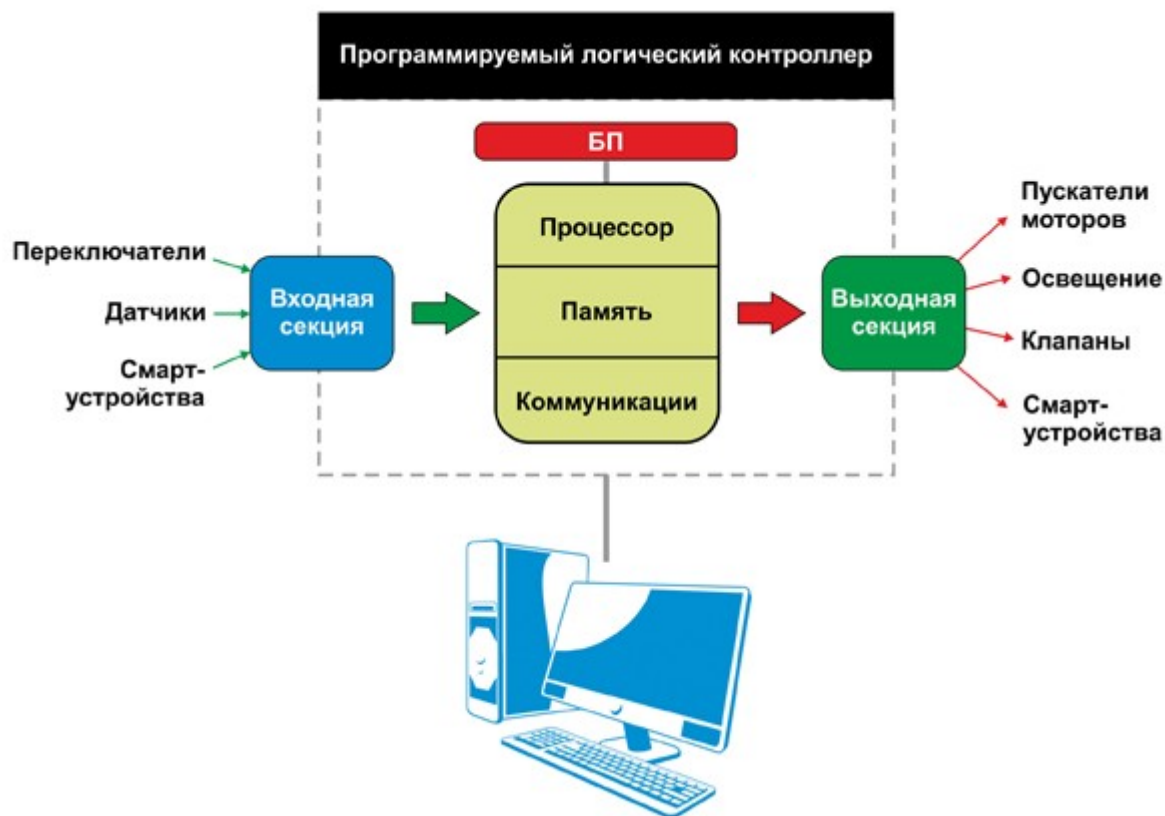 Программируемый логический контроллер
БП
Процессор
Память
Коммуникации
Переключатели
Датчики
Смарт-
устройства
Входная
секция
Выходная
секция
Пускатели
моторов
Освещение
Клапаны
Смарт-
устройства